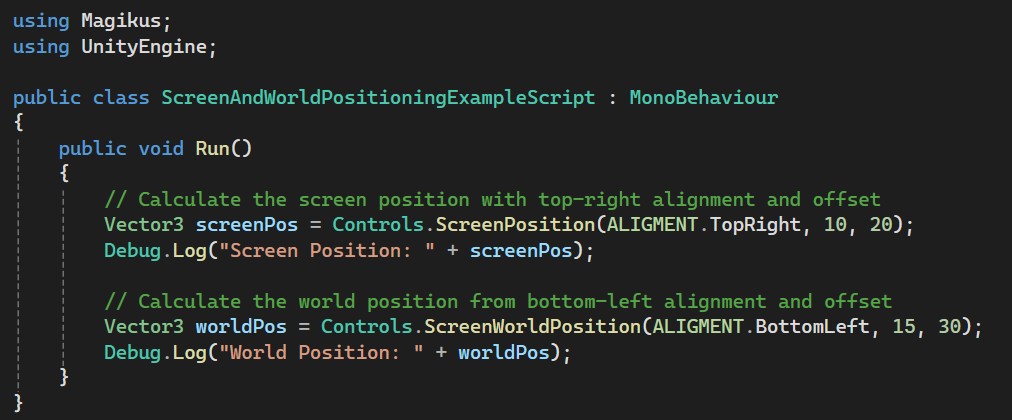 using Magikus;
using UnityEngine;

public class ScreenAndWorldPositioningExampleScript : MonoBehaviour
{
    public void Run()
    {
        // Calculate the screen position with top-right alignment and offset
        Vector3 screenPos = Controls.ScreenPosition(ALIGMENT.TopRight, 10, 20);
        Debug.Log("Screen Position: " + screenPos);

        // Calculate the world position from bottom-left alignment and offset
        Vector3 worldPos = Controls.ScreenWorldPosition(ALIGMENT.BottomLeft, 15, 30);
        Debug.Log("World Position: " + worldPos);
    }
}